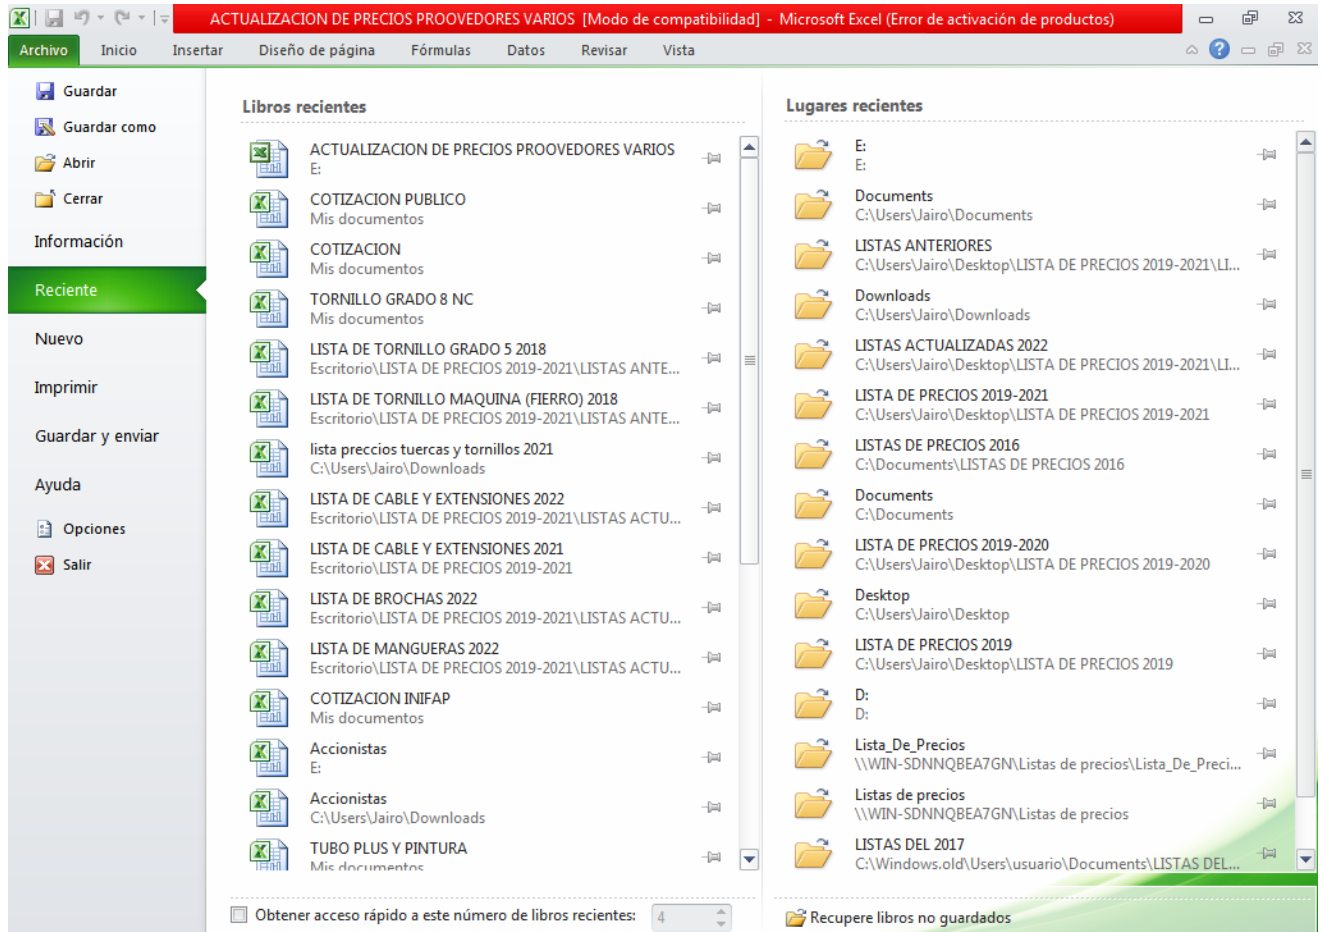 ACTUALIZACION DE PRECIOS PROOVEDORES VARIOS [Modo de compatibilidad] - Microsoft Excel (Error de activación de productos)
Archivo Inicio Insertar Diseño de página Fórmulas Datos Revisar Vista
Guardar
Guardar como
Abrir
Cerrar
Información
Reciente
Nuevo
Imprimir
Guardar y enviar
Ayuda
Opciones
Salir
Libros recientes
ACTUALIZACION DE PRECIOS PROOVEDORES VARIOS
E:
COTIZACION PUBLICO
Mis documentos
COTIZACION
Mis documentos
TORNILLO GRADO 8 NC
Mis documentos
LISTA DE TORNILLO GRADO 5 2018
Escritorio\LISTA DE PRECIOS 2019-2021\LISTAS ANTE...
LISTA DE TORNILLO MAQUINA (FIERRO) 2018
Escritorio\LISTA DE PRECIOS 2019-2021\LISTAS ANTE...
lista preccios tuercas y tornillos 2021
C:\Users\Jairo\Downloads
LISTA DE CABLE Y EXTENSIONES 2022
Escritorio\LISTA DE PRECIOS 2019-2021\LISTAS ACTU...
LISTA DE CABLE Y EXTENSIONES 2021
Escritorio\LISTA DE PRECIOS 2019-2021
LISTA DE BROCHAS 2022
Escritorio\LISTA DE PRECIOS 2019-2021\LISTAS ACTU...
LISTA DE MANGUERAS 2022
Escritorio\LISTA DE PRECIOS 2019-2021\LISTAS ACTU...
COTIZACION INIFAP
Mis documentos
Accionistas
E:
Accionistas
C:\Users\Jairo\Downloads
TUBO PLUS Y PINTURA
Mis documentos
Obtener acceso rápido a este número de libros recientes: 4
Lugares recientes
E:
E:
Documents
C:\Users\Jairo\Documents
LISTAS ANTERIORES
C:\Users\Jairo\Desktop\LISTA DE PRECIOS 2019-2021\LI...
Downloads
C:\Users\Jairo\Downloads
LISTAS ACTUALIZADAS 2022
C:\Users\Jairo\Desktop\LISTA DE PRECIOS 2019-2021\LI...
LISTA DE PRECIOS 2019-2021
C:\Users\Jairo\Desktop\LISTA DE PRECIOS 2019-2021
LISTAS DE PRECIOS 2016
C:\Documents\LISTAS DE PRECIOS 2016
Documents
C:\Documents
LISTA DE PRECIOS 2019-2020
C:\Users\Jairo\Desktop\LISTA DE PRECIOS 2019-2020
Desktop
C:\Users\Jairo\Desktop
LISTA DE PRECIOS 2019
C:\Users\Jairo\Desktop\LISTA DE PRECIOS 2019
D:
D:
Lista_De_Precios
\\WIN-SDNNQBEA7GN\Listas de precios\Lista_De_Preci...
Listas de precios
\\WIN-SDNNQBEA7GN\Listas de precios
LISTAS DEL 2017
C:\Windows.old\Users\usuario\Documents\LISTAS DEL...
Recupere libros no guardados